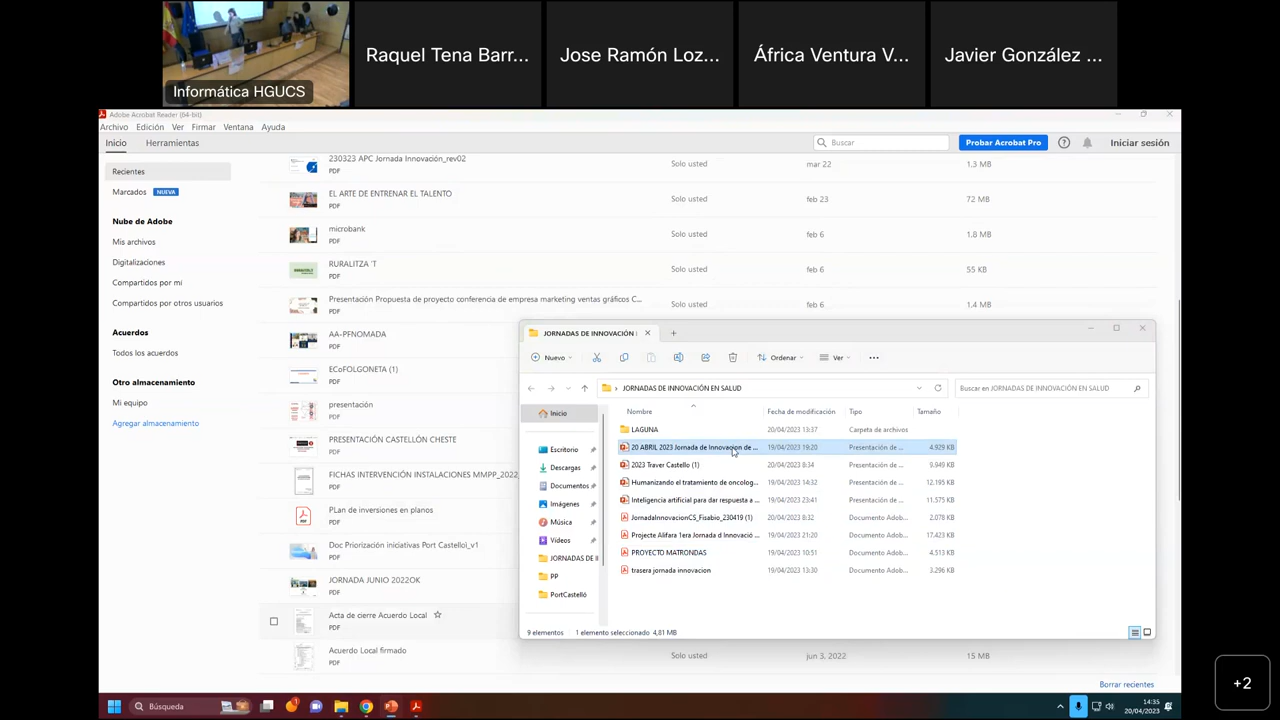 Informática HGUCS
Raquel Tena Barr...
Jose Ramón Loz...
África Ventura V...
Javier González ...
Adobe Acrobat Reader (64-bit)
Archivo Edición Ver Firmar Ventana Ayuda
Inicio Herramientas
Buscar
Probar Acrobat Pro
Iniciar sesión
Recientes
Marcados NUEVA
Nube de Adobe
Mis archivos
Digitalizaciones
Compartidos por mí
Compartidos por otros usuarios
Acuerdos
Todos los acuerdos
Otro almacenamiento
Mi equipo
Agregar almacenamiento
230323 APC Jornada Innovación_rev02 Solo usted mar 22 1,3 MB
PDF
EL ARTE DE ENTRENAR EL TALENTO Solo usted feb 23 72 MB
PDF
microbank Solo usted feb 6 1.8 MB
PDF
RURALITZA 'T Solo usted feb 6 55 KB
PDF
Presentación Propuesta de proyecto conferencia de empresa marketing ventas gráficos C... Solo usted feb 6 1.4 MB
PDF
AA-PFNOMADA
PDF
ECoFOLGONETA (1)
PDF
presentación
PDF
PRESENTACIÓN CASTELLÓN CHESTE
PDF
FICHAS INTERVENCIÓN INSTALACIONES MMPP_2022_
PDF
PLan de inversiones en planos
PDF
Doc Priorización iniciativas Port Castelló_v1
PDF
JORNADA JUNIO 2022OK
PDF
Acta de cierre Acuerdo Local
PDF
Acuerdo Local firmado Solo usted jun 3, 2022 15 MB
PDF
Borrar recientes
JORNADAS DE INNOVACIÓN
Nuevo Ordenar Ver
JORNADAS DE INNOVACIÓN EN SALUD
Buscar en JORNADAS DE INNOVACIÓN EN SALUD
Inicio
Escritorio
Descargas
Documentos
Imágenes
Música
Vídeos
JORNADAS DE II
PP
PortCastelló
Nombre Fecha de modificación Tipo Tamaño
LAGUNA 20/04/2023 13:37 Carpeta de archivos
20 ABRIL 2023 Jornada de Innovacion de ... 19/04/2023 19:20 Presentación de ... 4.929 KB
2023 Traver Castello (1) 20/04/2023 8:34 Presentación de ... 9.949 KB
Humanizando el tratamiento de oncolog... 19/04/2023 14:32 Presentación de ... 12.195 KB
Inteligencia artificial para dar respuesta a ... 19/04/2023 23:41 Presentación de ... 11.575 KB
JornadaInnovacionCS_Fisabio_230419 (1) 20/04/2023 8:32 Documento Adob... 2.078 KB
Projecte Alifara 1era Jornada d Innovació ... 19/04/2023 21:20 Documento Adob... 17.423 KB
PROYECTO MATRONDAS 19/04/2023 10:51 Documento Adob... 4.513 KB
trasera jornada innovacion 19/04/2023 13:30 Documento Adob... 3.296 KB
9 elementos 1 elemento seleccionado 4,81 MB
+2
Búsqueda
14:35
20/04/2023